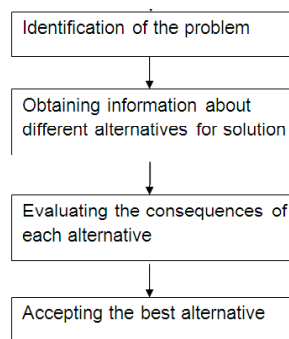 Identification of the problem
Obtaining information about
different alternatives for solution
Evaluating the consequences of
each alternative
Accepting the best alternative